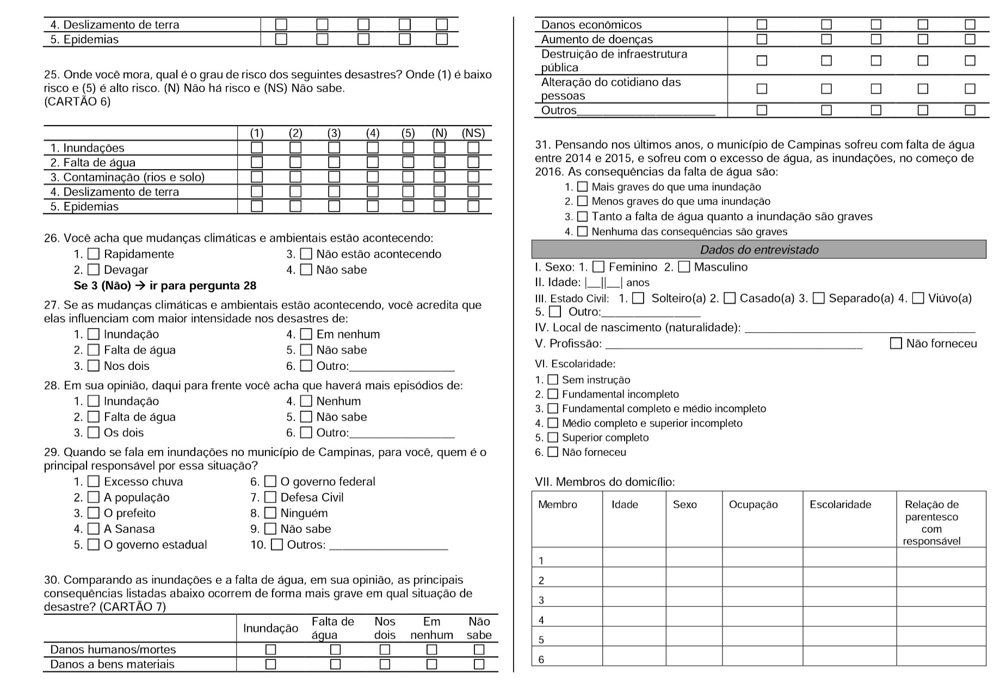 4. Deslizamento de terra ☐ ☐ ☐ ☐ ☐
5. Epidemias ☐ ☐ ☐ ☐ ☐
25. Onde você mora, qual é o grau de risco dos seguintes desastres? Onde (1) é baixo
risco e (5) é alto risco. (N) Não há risco e (NS) Não sabe.
(CARTÃO 6)
(1) (2) (3) (4) (5) (N) (NS)
1. Inundações ☐ ☐ ☐ ☐ ☐ ☐ ☐
2. Falta de água ☐ ☐ ☐ ☐ ☐ ☐ ☐
3. Contaminação (rios e solo) ☐ ☐ ☐ ☐ ☐ ☐ ☐
4. Deslizamento de terra ☐ ☐ ☐ ☐ ☐ ☐ ☐
5. Epidemias ☐ ☐ ☐ ☐ ☐ ☐ ☐
26. Você acha que mudanças climáticas e ambientais estão acontecendo:
1. ☐ Rapidamente 3. ☐ Não estão acontecendo
2. ☐ Devagar 4. ☐ Não sabe
Se 3 (Não) → ir para pergunta 28
27. Se as mudanças climáticas e ambientais estão acontecendo, você acredita que
elas influenciam com maior intensidade nos desastres de:
1. ☐ Inundação 4. ☐ Em nenhum
2. ☐ Falta de água 5. ☐ Não sabe
3. ☐ Nos dois 6. ☐ Outro:__________________
28. Em sua opinião, daqui para frente você acha que haverá mais episódios de:
1. ☐ Inundação 4. ☐ Nenhum
2. ☐ Falta de água 5. ☐ Não sabe
3. ☐ Os dois 6. ☐ Outro:__________________
29. Quando se fala em inundações no município de Campinas, para você, quem é o
principal responsável por essa situação?
1. ☐ Excesso chuva 6. ☐ O governo federal
2. ☐ A população 7. ☐ Defesa Civil
3. ☐ O prefeito 8. ☐ Ninguém
4. ☐ A Sanasa 9. ☐ Não sabe
5. ☐ O governo estadual 10. ☐ Outros: ____________________
30. Comparando as inundações e a falta de água, em sua opinião, as principais
consequências listadas abaixo ocorrem de forma mais grave em qual situação de
desastre? (CARTÃO 7)
Inundação Falta de água Nos dois Em nenhum Não sabe
Danos humanos/mortes ☐ ☐ ☐ ☐ ☐
Danos a bens materiais ☐ ☐ ☐ ☐ ☐
Danos econômicos ☐ ☐ ☐ ☐ ☐
Aumento de doenças ☐ ☐ ☐ ☐ ☐
Destruição de infraestrutura
pública ☐ ☐ ☐ ☐ ☐
Alteração do cotidiano das
pessoas ☐ ☐ ☐ ☐ ☐
Outros_____________________ ☐ ☐ ☐ ☐ ☐
31. Pensando nos últimos anos, o município de Campinas sofreu com falta de água
entre 2014 e 2015, e sofreu com o excesso de água, as inundações, no começo de
2016. As consequências da falta de água são:
1. ☐ Mais graves do que uma inundação
2. ☐ Menos graves do que uma inundação
3. ☐ Tanto a falta de água quanto a inundação são graves
4. ☐ Nenhuma das consequências são graves
Dados do entrevistado
I. Sexo: 1. ☐ Feminino 2. ☐ Masculino
II. Idade: |__||__| anos
III. Estado Civil: 1. ☐ Solteiro(a) 2. ☐ Casado(a) 3. ☐ Separado(a) 4. ☐ Viúvo(a)
5. ☐ Outro:_________________
IV. Local de nascimento (naturalidade): ___________________________________
V. Profissão: _______________________________________ ☐ Não forneceu
VI. Escolaridade:
1. ☐ Sem instrução
2. ☐ Fundamental incompleto
3. ☐ Fundamental completo e médio incompleto
4. ☐ Médio completo e superior incompleto
5. ☐ Superior completo
6. ☐ Não forneceu
VII. Membros do domicílio:
Membro Idade Sexo Ocupação Escolaridade Relação de
parentesco
com
responsável
1
2
3
4
5
6